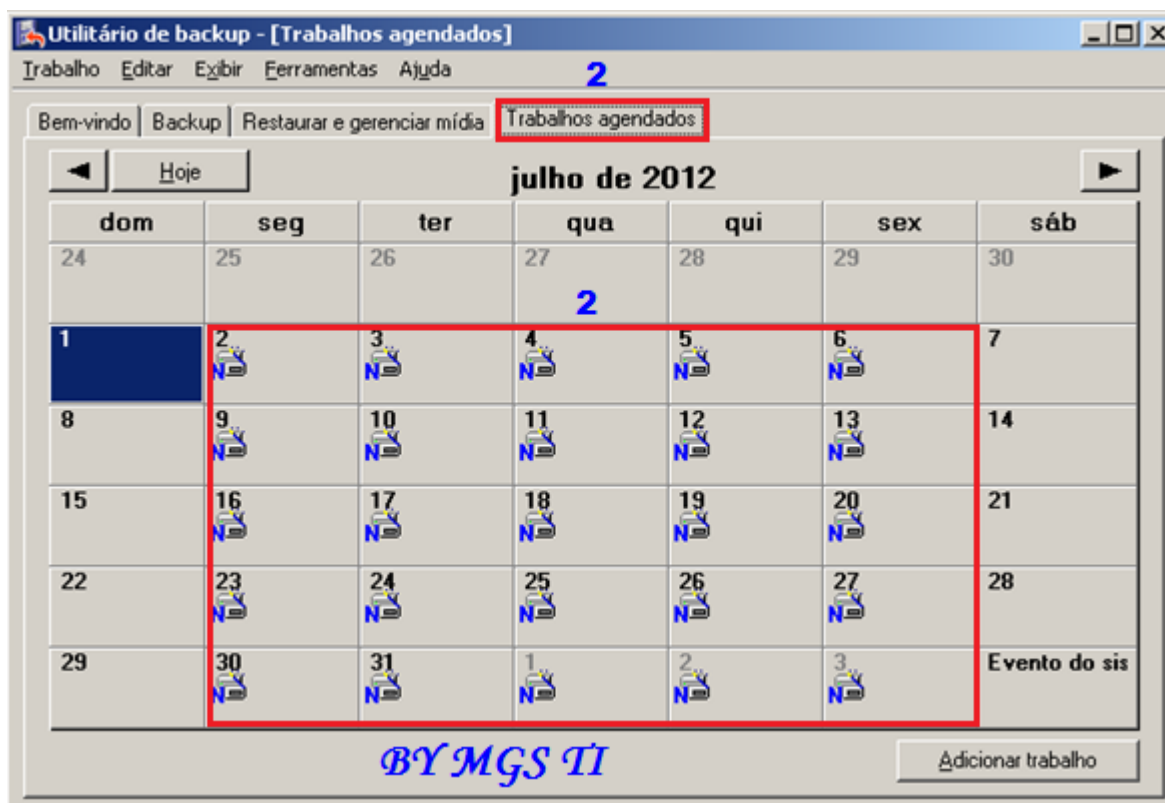 Utilitário de backup - [Trabalhos agendados]
Trabalho Editar Exibir Ferramentas Ajuda
2
Bem-vindo Backup Restaurar e gerenciar mídia Trabalhos agendados
Hoje julho de 2012
dom seg ter qua qui sex sáb
24 25 26 27 28 29 30
2
1 2 3 4 5 6 7
N N N N N
8 9 10 11 12 13 14
N N N N N
15 16 17 18 19 20 21
N N N N N
22 23 24 25 26 27 28
N N N N N
29 30 31 1 2 3 Evento do sis
N N N N N
BY MGS TI
Adicionar trabalho